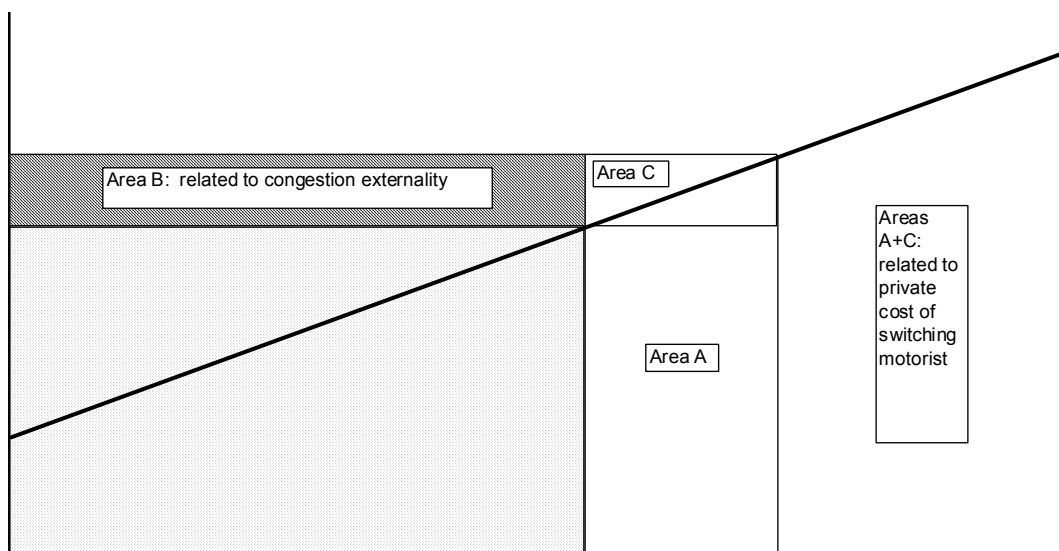 Area B:  related to congestion externality
Area C
Areas
A+C:
related to
private
cost of
switching
motorist
Area A